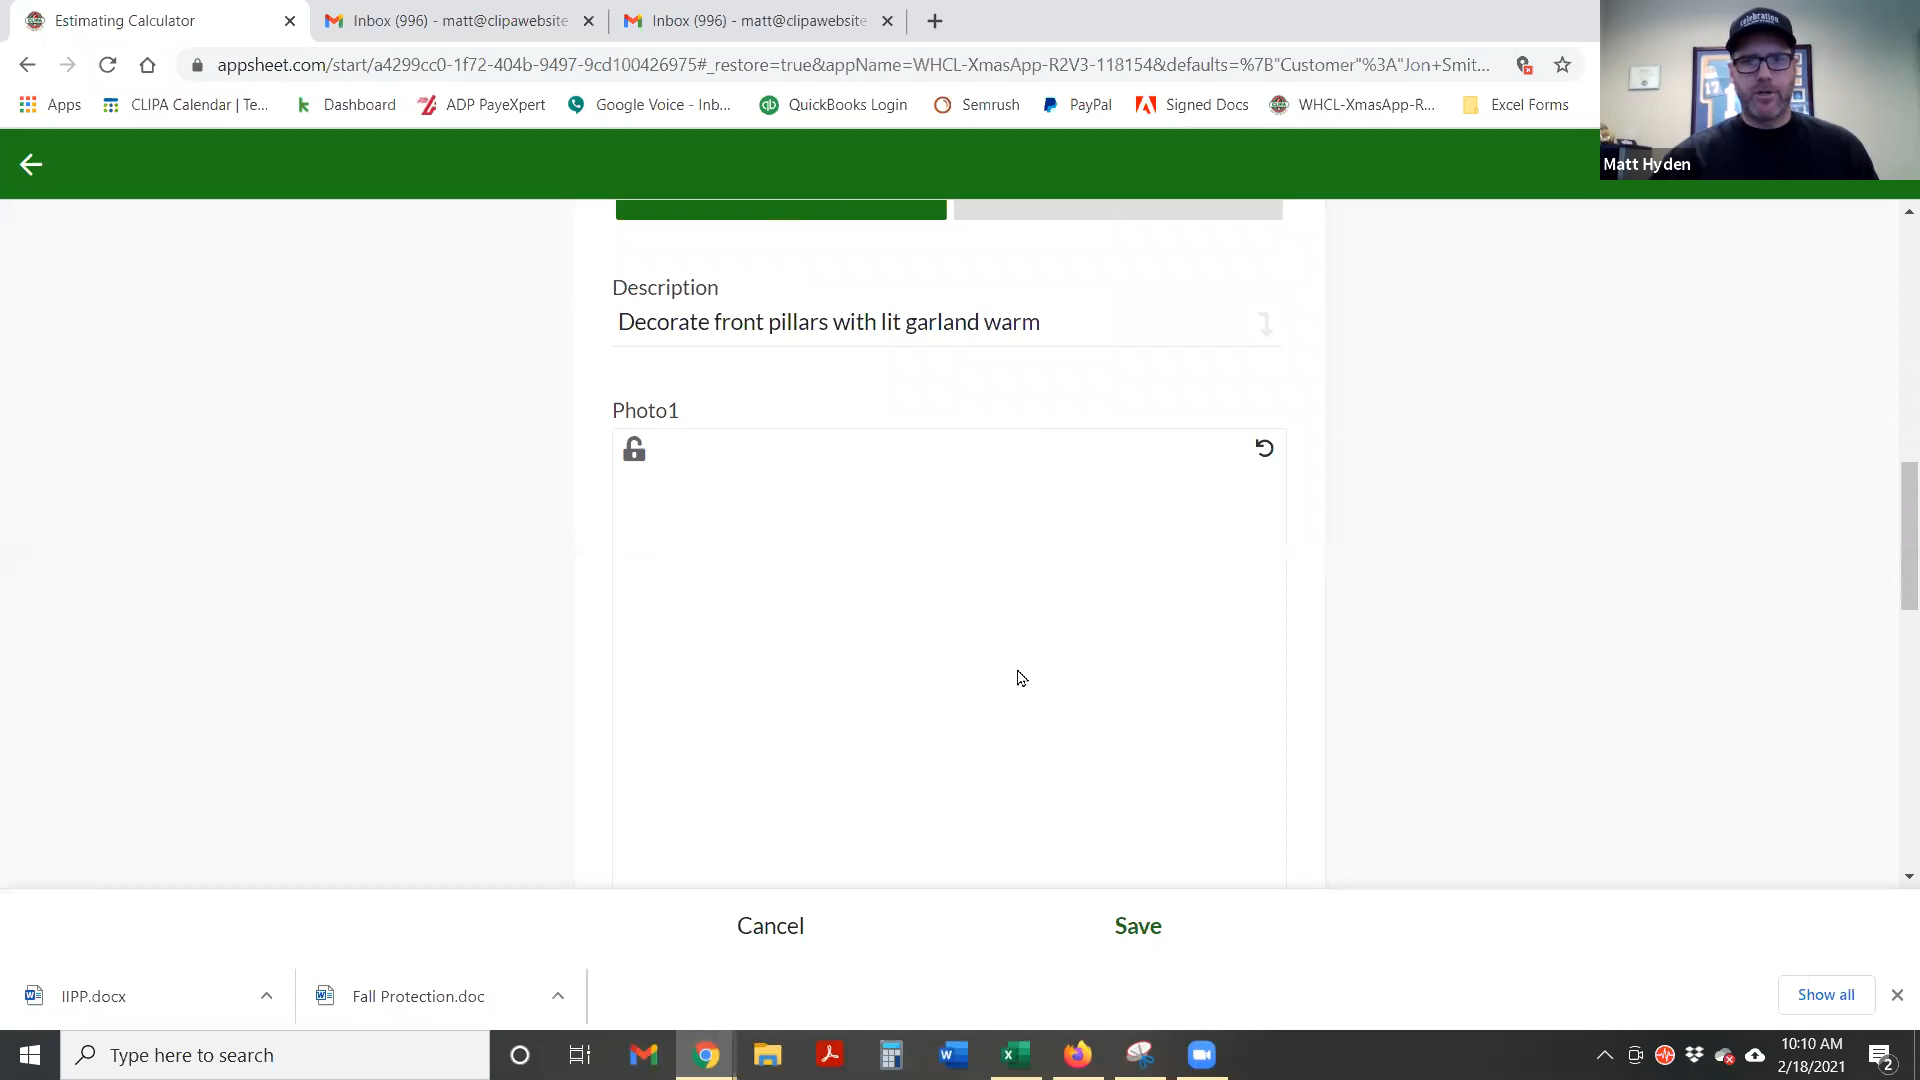 Estimating Calculator
Inbox (996) - matt@clipawebsite
Inbox (996) - matt@clipawebsite
appsheet.com/start/a4299cc0-1f72-404b-9497-9cd100426975#_restore=true&appName=WHCL-XmasApp-R2V3-118154&defaults=%7B"Customer"%3A"Jon+Smit...
Apps
CLIPA Calendar | Te...
Dashboard
ADP PayeXpert
Google Voice - Inb...
QuickBooks Login
Semrush
PayPal
Signed Docs
WHCL-XmasApp-R...
Excel Forms
celebration
Matt Hyden
Description
Decorate front pillars with lit garland warm
Photo1
Cancel
Save
IIPP.docx
Fall Protection.doc
Show all
Type here to search
10:10 AM
2/18/2021
2